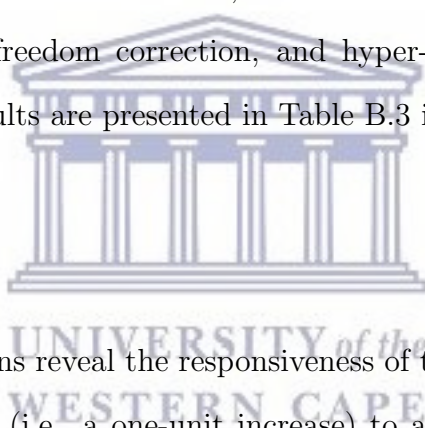 freedom correction, and hyper-
ults are presented in Table B.3 i
UNIVERSITY of the
ns reveal the responsiveness of t
WESTERN CAPE
(i.e., a one-unit increase) to a